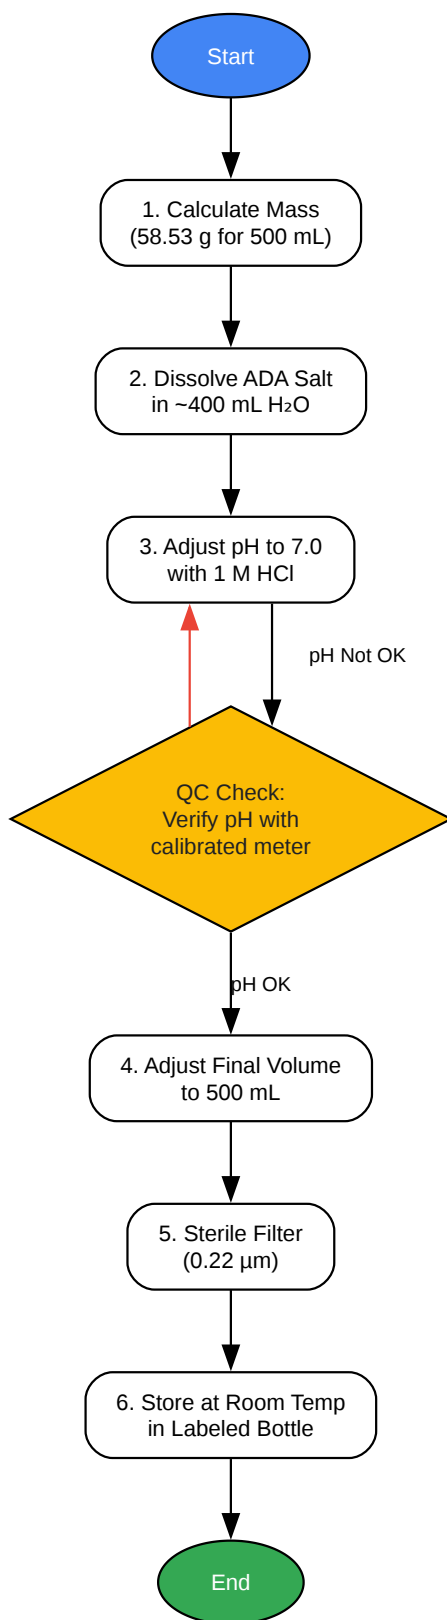 Start
1. Calculate Mass
(58.53 g for 500 mL)
2. Dissolve ADA Salt
in ~400 mL H₂O
3. Adjust pH to 7.0
with 1 M HCl
pH Not OK
QC Check:
Verify pH with
calibrated meter
pH OK
4. Adjust Final Volume
to 500 mL
5. Sterile Filter
(0.22 µm)
6. Store at Room Temp
in Labeled Bottle
End